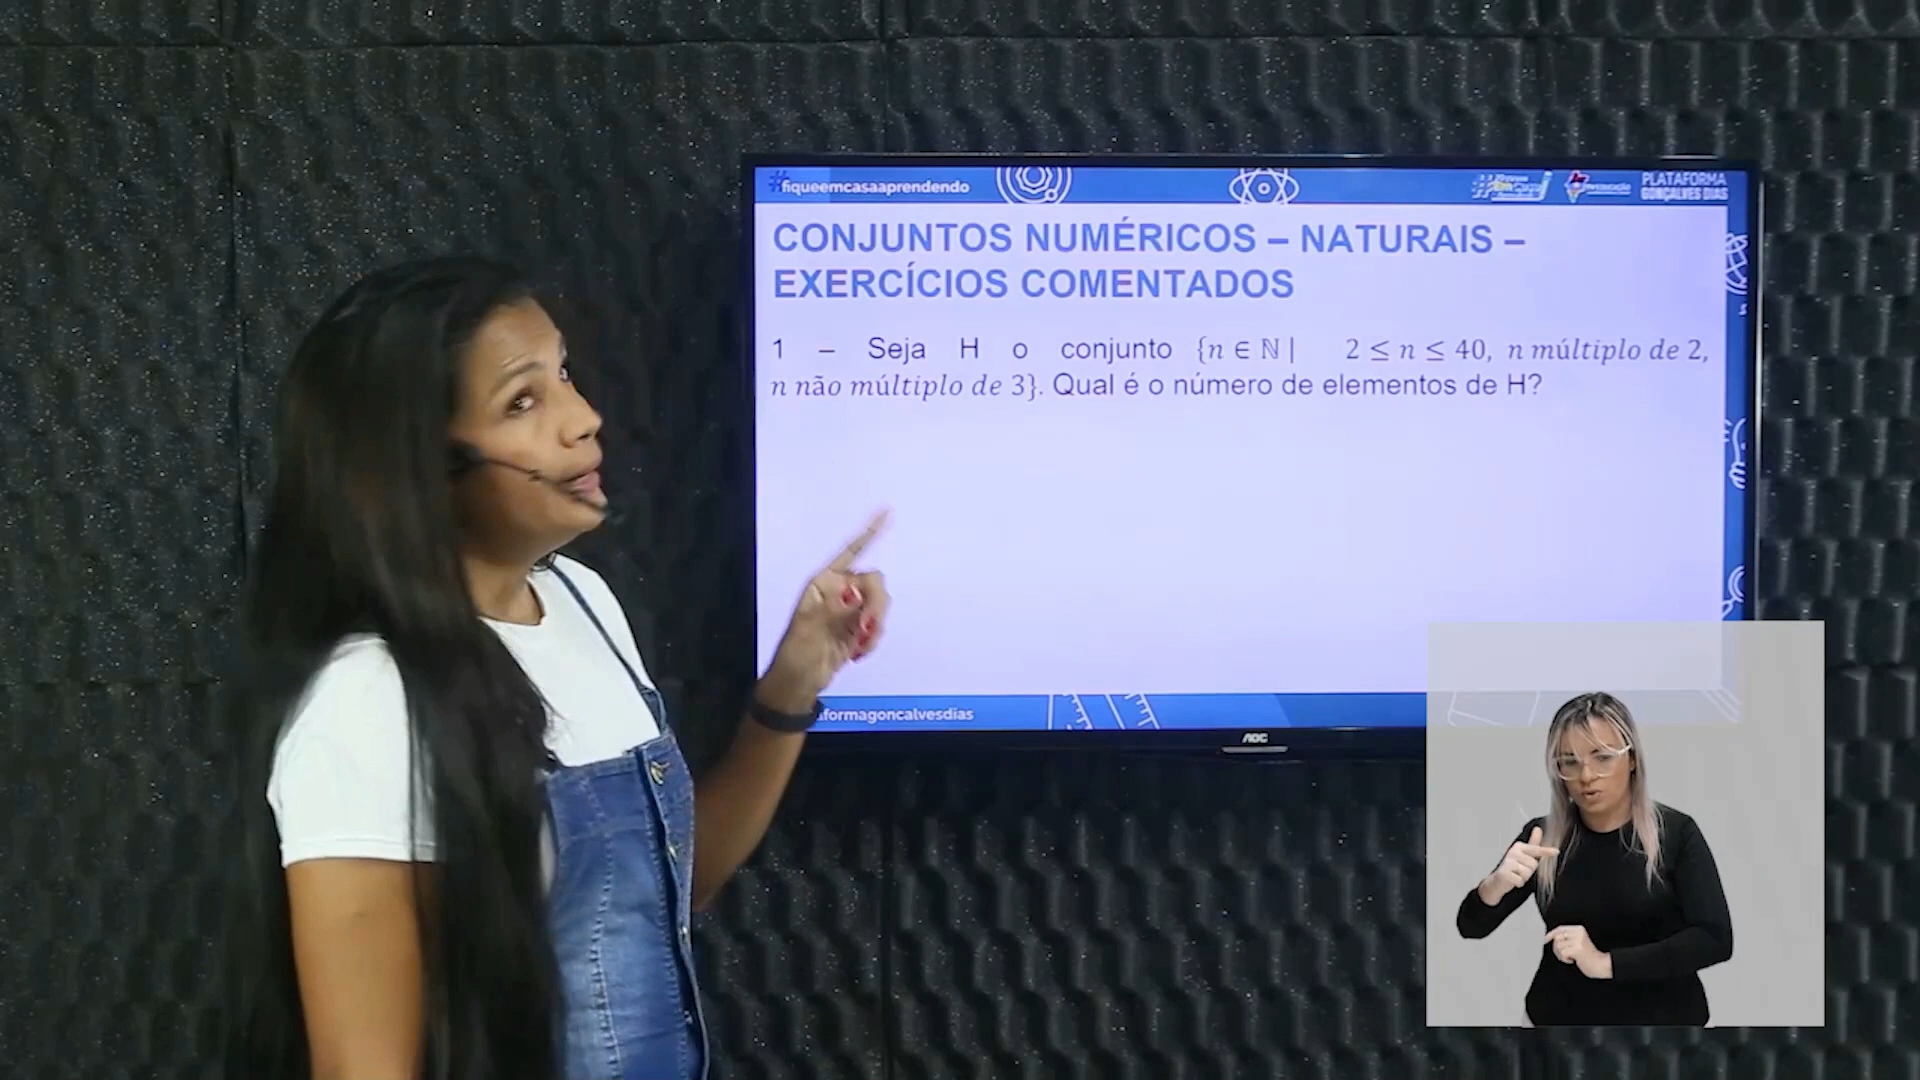 #fiqueemcasaaprendendo
PLATAFORMA
GONÇALVES DIAS
CONJUNTOS NUMÉRICOS – NATURAIS –
EXERCÍCIOS COMENTADOS
1 – Seja H o conjunto {n ∈ ℕ | 2 ≤ n ≤ 40, n múltiplo de 2,
n não múltiplo de 3}. Qual é o número de elementos de H?
aformagoncalvesdias
AOC